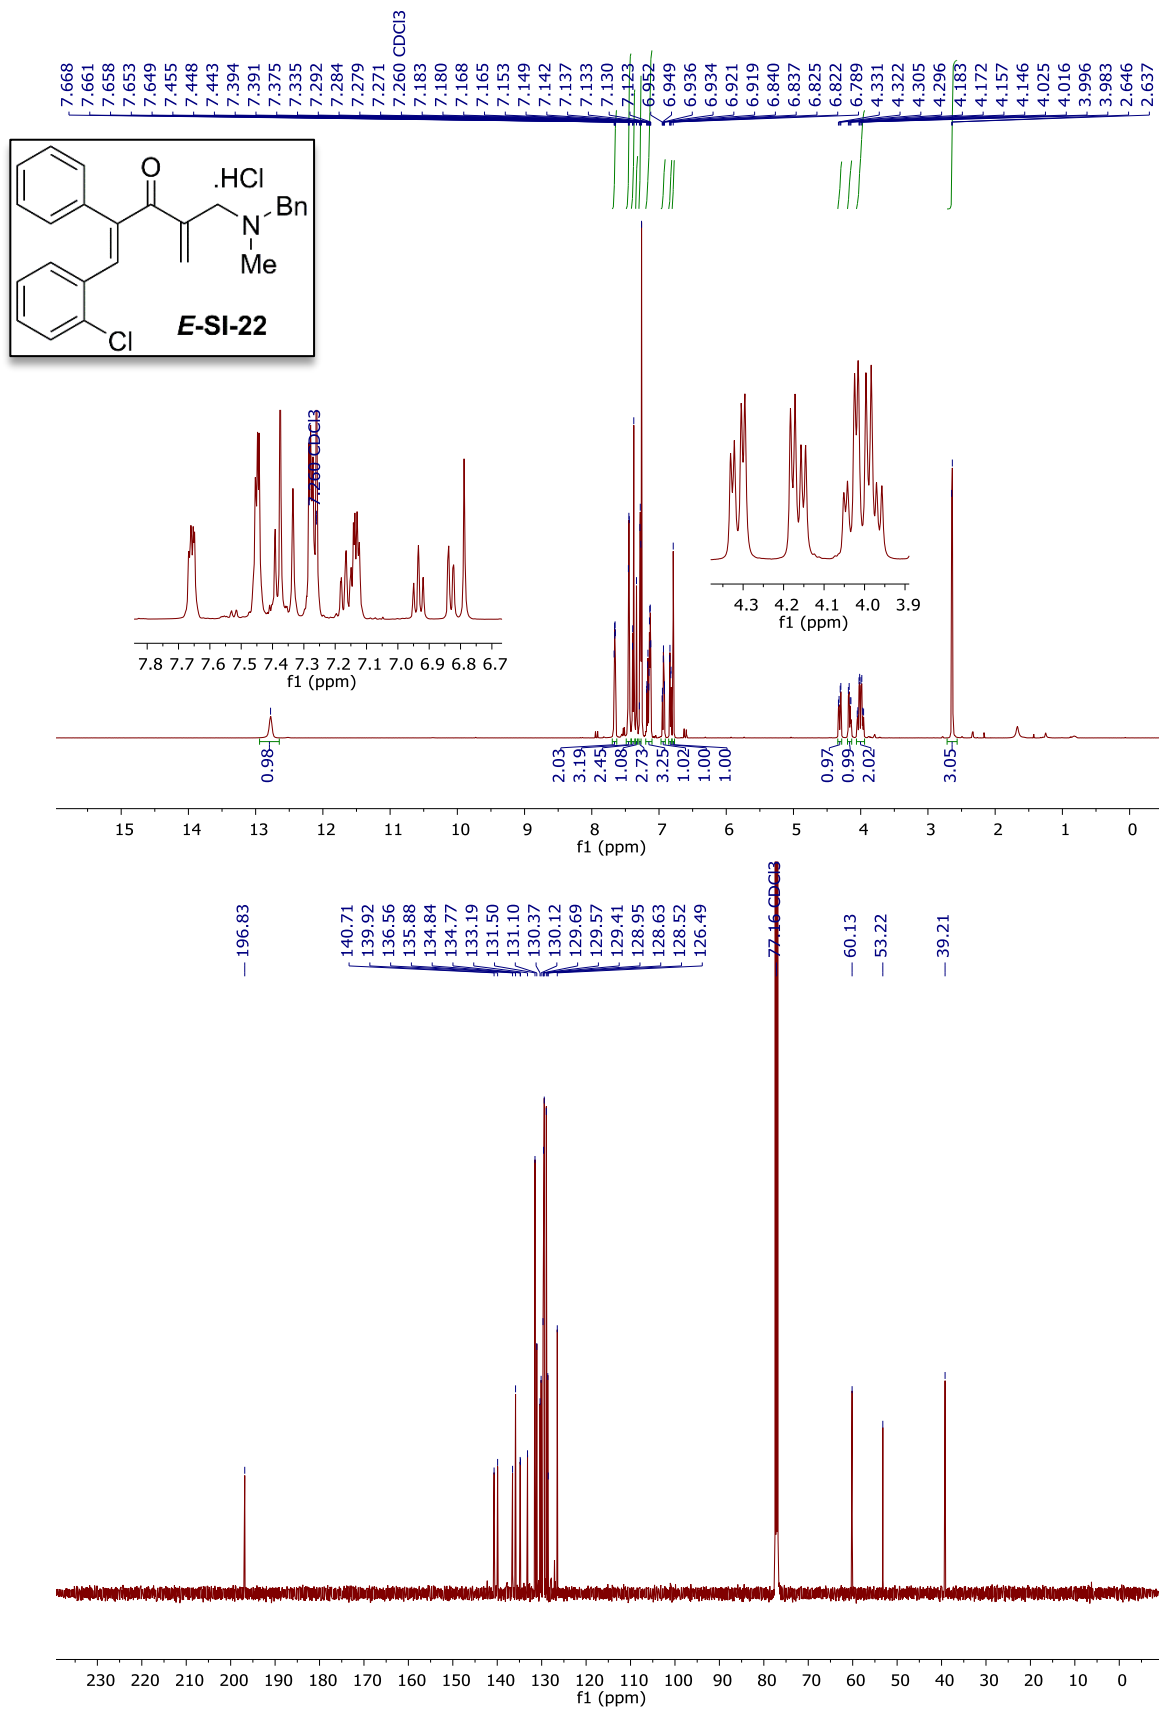 7.668 7.661 7.658 7.653 7.649 7.455 7.448 7.443 7.394 7.391 7.375 7.335 7.292 7.284 7.279 7.271 7.260 CDCl3 7.183 7.180 7.168 7.165 7.153 7.149 7.142 7.137 7.133 7.130 7.123 6.952 6.949 6.936 6.934 6.921 6.919 6.840 6.837 6.825 6.822 6.789 4.331 4.322 4.305 4.296 4.183 4.172 4.157 4.146 4.025 4.016 3.996 3.983 2.646 2.637
O
.HCl
N
Bn
Me
Cl
E-SI-22
7.260 CDCl3
4.3 4.2 4.1 4.0 3.9
f1 (ppm)
7.8 7.7 7.6 7.5 7.4 7.3 7.2 7.1 7.0 6.9 6.8 6.7
f1 (ppm)
0.98 2.03 3.19 2.45 1.08 2.73 3.25 1.02 1.00 1.00 0.97 0.99 2.02 3.05
15 14 13 12 11 10 9 8 7 6 5 4 3 2 1 0
f1 (ppm)
196.83 140.71 139.92 136.56 135.88 134.84 134.77 133.19 131.50 131.10 130.37 130.12 129.69 129.57 129.41 128.95 128.63 128.52 126.49 77.16 CDCl3 60.13 53.22 39.21
230 220 210 200 190 180 170 160 150 140 130 120 110 100 90 80 70 60 50 40 30 20 10 0
f1 (ppm)